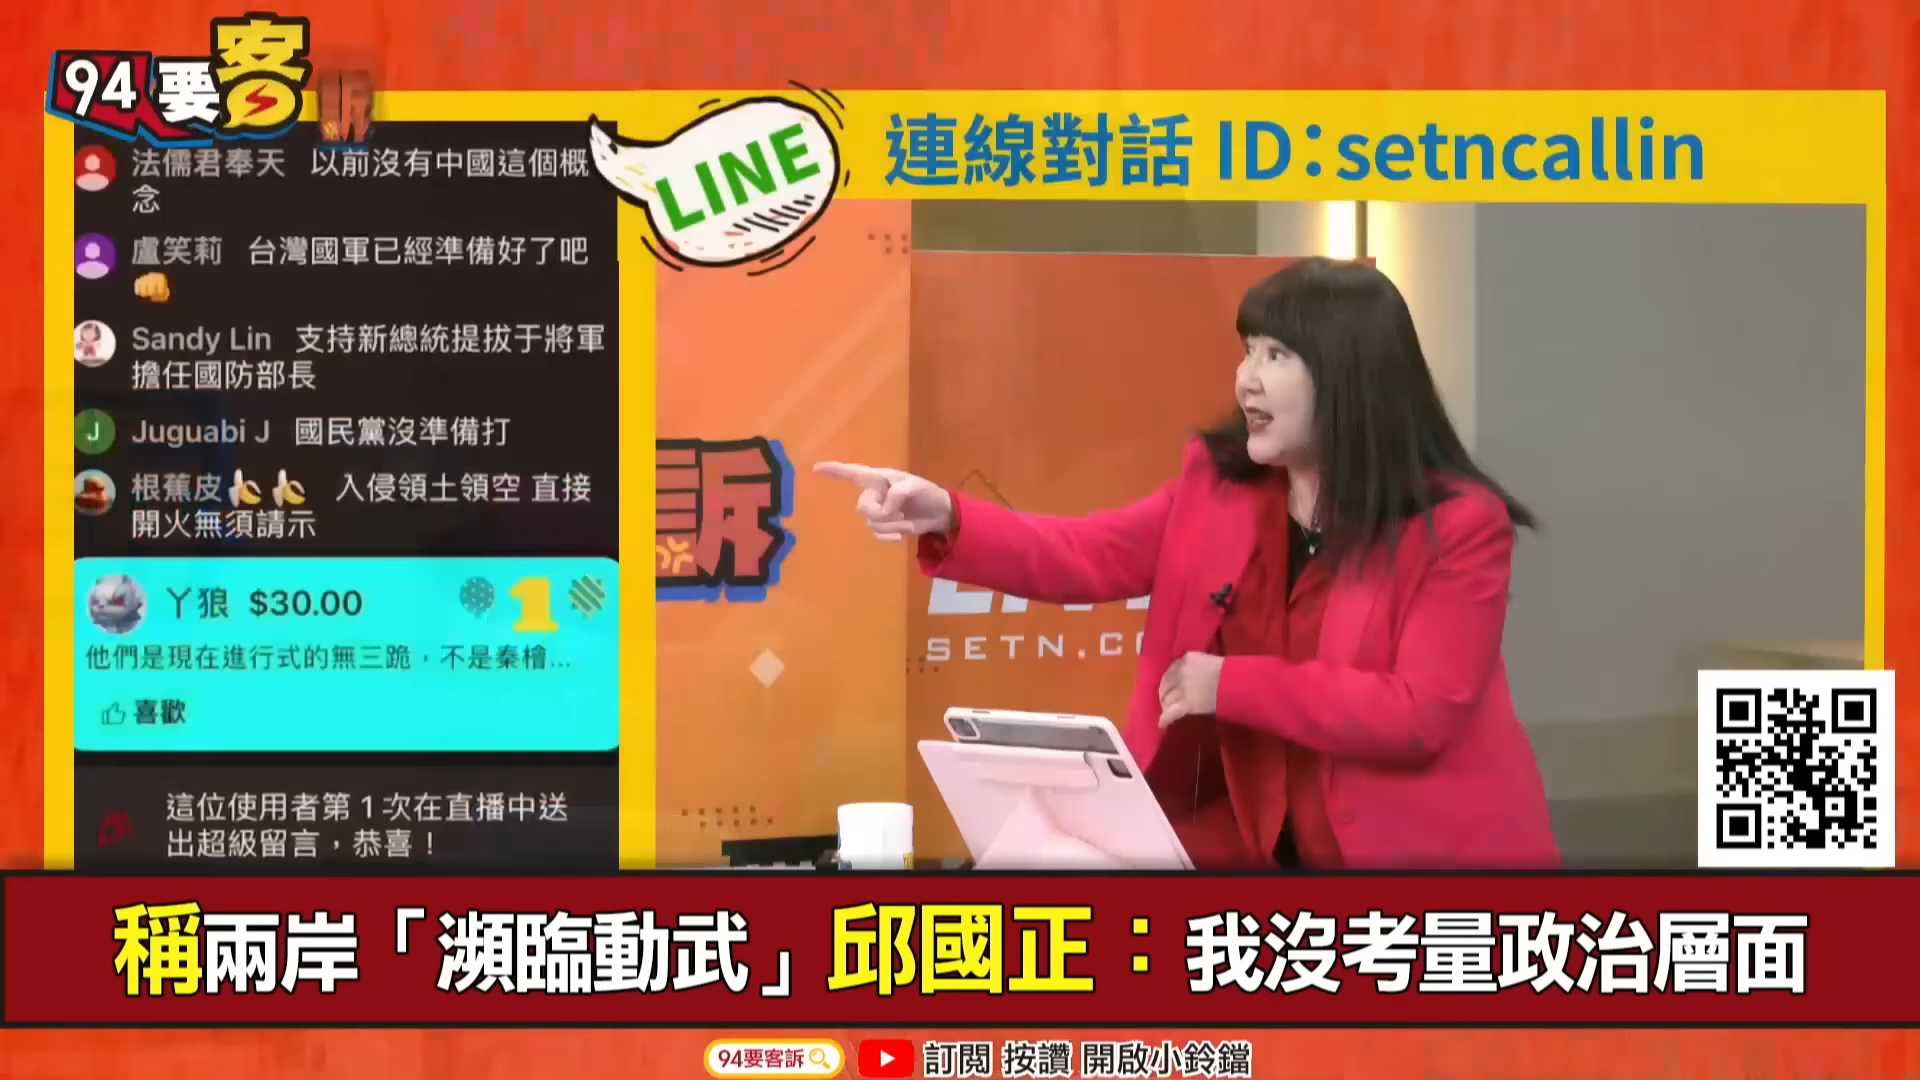 94要客訴
法儒君奉天 以前沒有中國這個概
念
盧笑莉 台灣國軍已經準備好了吧
Sandy Lin 支持新總統提拔于將軍
擔任國防部長
J Juguabi J 國民黨沒準備打
根蕉皮 入侵領土領空 直接
開火無須請示
丫狼 $30.00
1
他們是現在進行式的無三跪，不是秦檜...
喜歡
這位使用者第1次在直播中送
出超級留言，恭喜！
LINE
連線對話 ID:setncallin
訴
SETN.CO
稱兩岸「瀕臨動武」邱國正：我沒考量政治層面
94要客訴
訂閱 按讚 開啟小鈴鐺